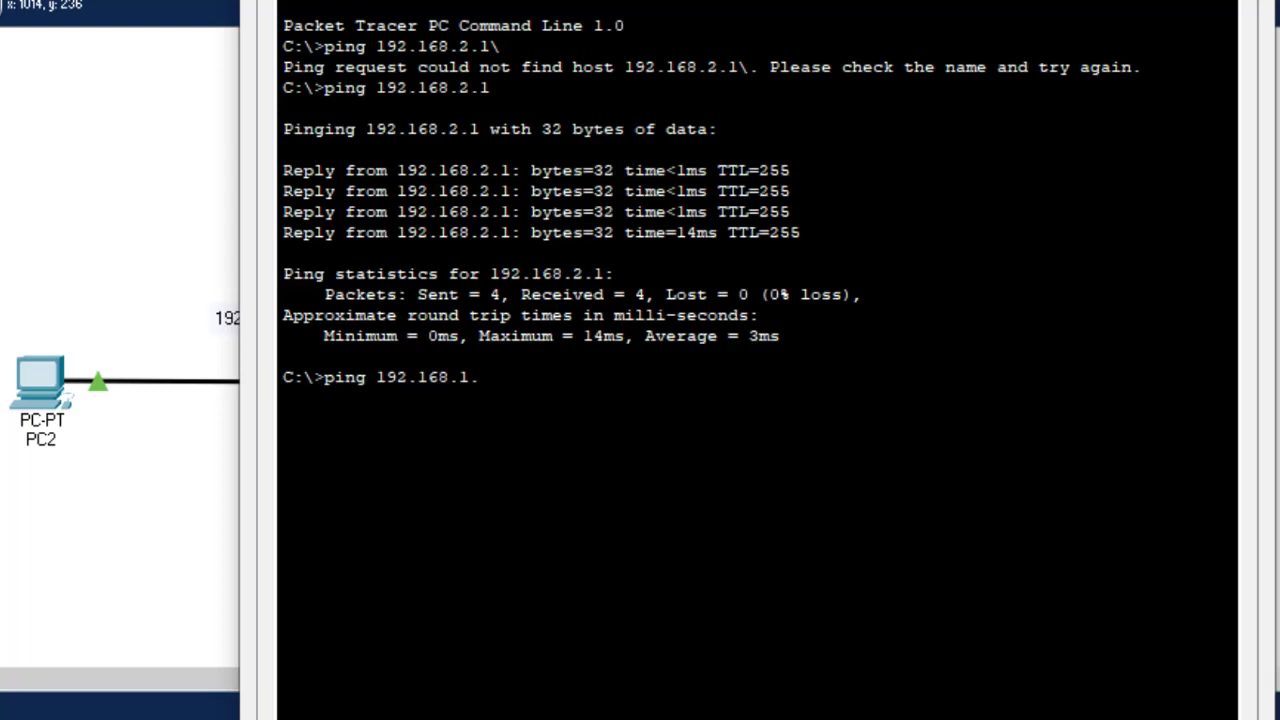 x: 1014, y: 236
Packet Tracer PC Command Line 1.0
C:\>ping 192.168.2.1\
Ping request could not find host 192.168.2.1\. Please check the name and try again.
C:\>ping 192.168.2.1
Pinging 192.168.2.1 with 32 bytes of data:
Reply from 192.168.2.1: bytes=32 time<1ms TTL=255
Reply from 192.168.2.1: bytes=32 time<1ms TTL=255
Reply from 192.168.2.1: bytes=32 time<1ms TTL=255
Reply from 192.168.2.1: bytes=32 time=14ms TTL=255
Ping statistics for 192.168.2.1:
Packets: Sent = 4, Received = 4, Lost = 0 (0% loss),
Approximate round trip times in milli-seconds:
Minimum = 0ms, Maximum = 14ms, Average = 3ms
C:\>ping 192.168.1.
192
PC-PT
PC2